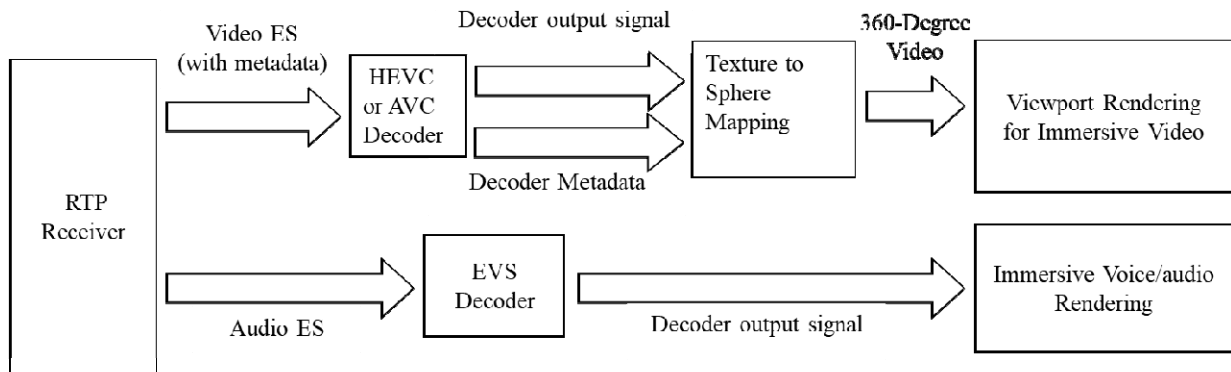 Video ES
(with metadata)
Decoder output signal
360-Degree
Video
HEVC
or AVC
Decoder
Texture to
Sphere
Mapping
Viewport Rendering
for Immersive Video
Decoder Metadata
RTP
Receiver
EVS
Decoder
Immersive Voice/audio
Rendering
Audio ES
Decoder output signal